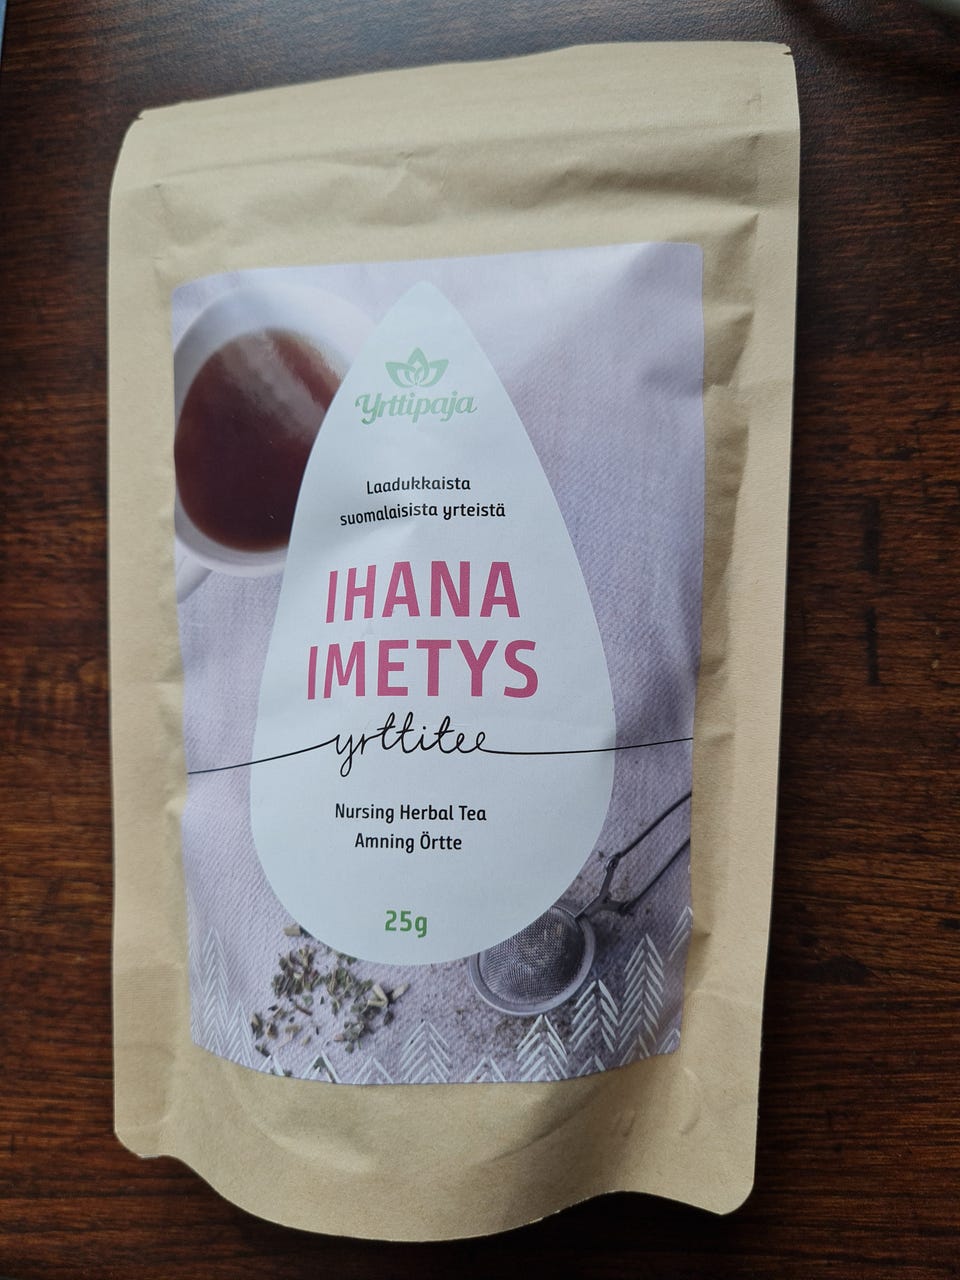 Yrttipaja
Laadukkaista
suomalaisista yrteistä
IHANA
IMETYS
yrttitee
Nursing Herbal Tea
Amning Örtte
25g